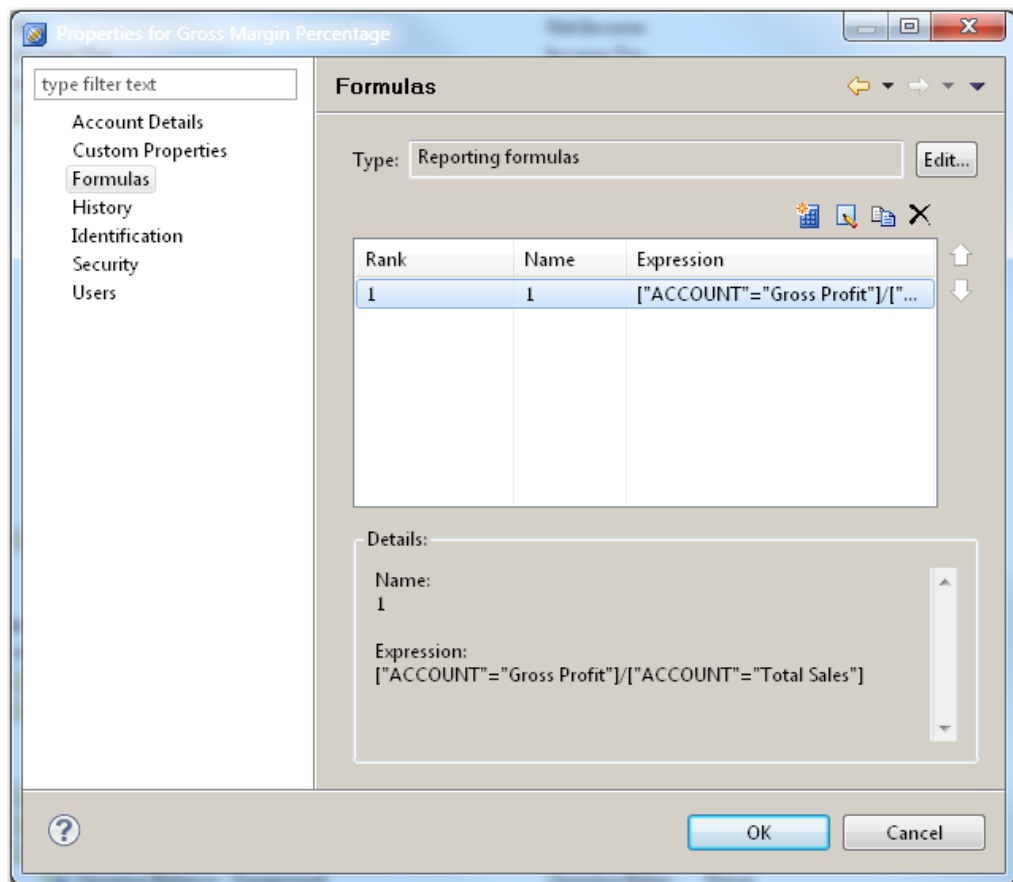 Properties for Gross Margin Percentage
type filter text
Formulas
Account Details
Custom Properties
Formulas
History
Identification
Security
Users
Type: Reporting formulas Edit...
Rank Name Expression
1 1 ["ACCOUNT"="Gross Profit"]/["...
Details:
Name:
1
Expression:
["ACCOUNT"="Gross Profit"]/["ACCOUNT"="Total Sales"]
OK Cancel